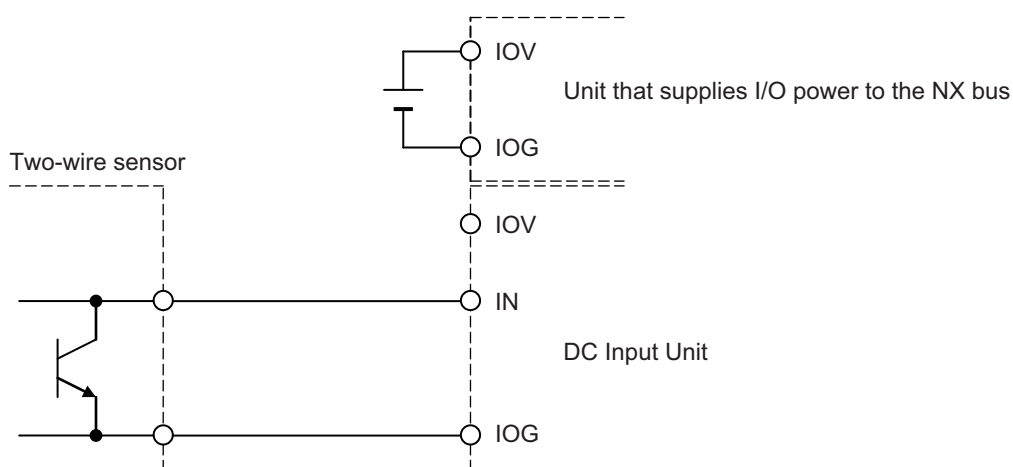 IOV
Unit that supplies I/O power to the NX bus
IOG
Two-wire sensor
IOV
IN
DC Input Unit
IOG